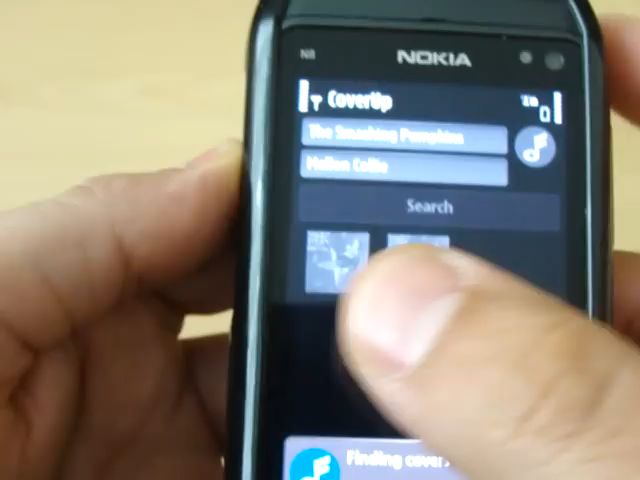 N8
NOKIA
CoverUp
The Smashing Pumpkins
Mellon Collie
Search
Finding covers